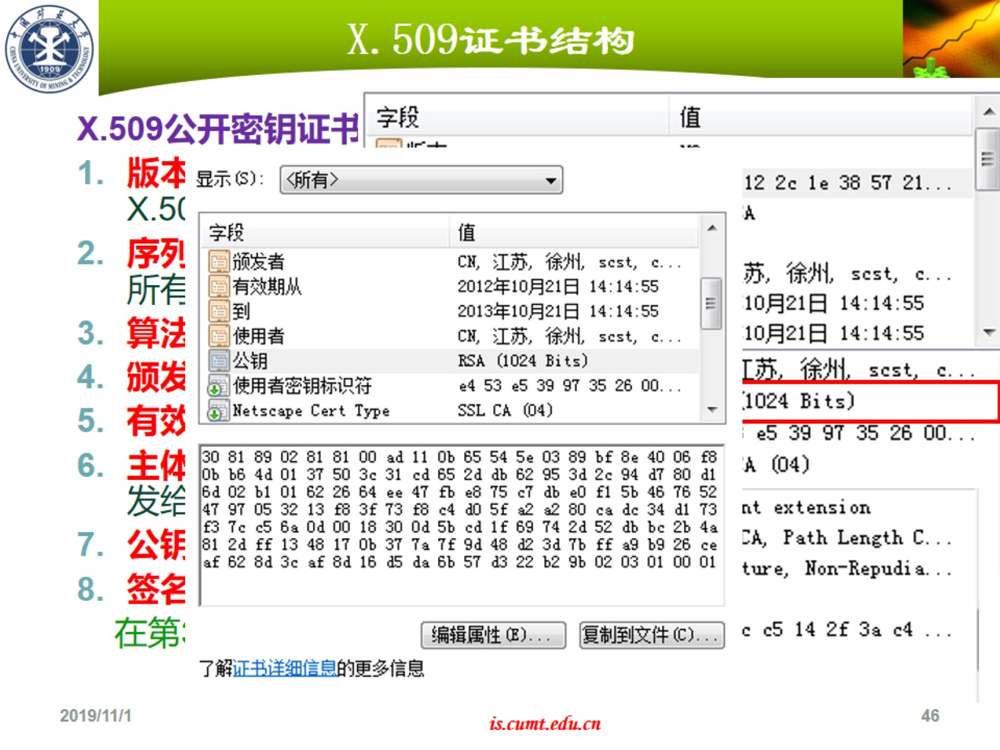 X.509证书结构
中国矿业大学
CHINA UNIVERSITY OF MINING & TECHNOLOGY
1909
X.509公开密钥证书
字段 值
1. 版本
X.50
2. 序列
所有
3. 算法
4. 颁发
5. 有效
6. 主体
发给
7. 公钥
8. 签名
在第
显示(S): <所有>
字段 值
颁发者 CN, 江苏, 徐州, scst, c...
有效期从 2012年10月21日 14:14:55
到 2013年10月21日 14:14:55
使用者 CN, 江苏, 徐州, scst, c...
公钥 RSA (1024 Bits)
使用者密钥标识符 e4 53 e5 39 97 35 26 00...
Netscape Cert Type SSL CA (04)
30 81 89 02 81 81 00 ad 11 0b 65 54 5e 03 89 bf 8e 40 06 f8
0b b6 4d 01 37 50 3c 31 cd 65 2d db 62 95 3d 2c 94 d7 80 d1
6d 02 b1 01 62 26 64 ee 47 fb e8 75 c7 db e0 f1 5b 46 76 52
47 97 05 32 13 f8 3f 73 f8 c4 d0 5f a2 a2 80 ca dc 34 d1 73
f3 7c c5 6a 0d 00 18 30 0d 5b cd 1f 69 74 2d 52 db bc 2b 4a
81 2d ff 13 48 17 0b 37 7a 7f 9d 48 d2 3d 7b ff a9 b9 26 ce
af 62 8d 3c af 8d 16 d5 da 6b 57 d3 22 b2 9b 02 03 01 00 01
编辑属性(E)... 复制到文件(C)...
了解证书详细信息的更多信息
12 2c 1e 38 57 21...
A
苏, 徐州, scst, c...
10月21日 14:14:55
10月21日 14:14:55
江苏, 徐州, scst, c...
(1024 Bits)
e5 39 97 35 26 00...
A (04)
nt extension
CA, Path Length C...
ture, Non-Repudia...
c c5 14 2f 3a c4 ...
2019/11/1
is.cumt.edu.cn
46